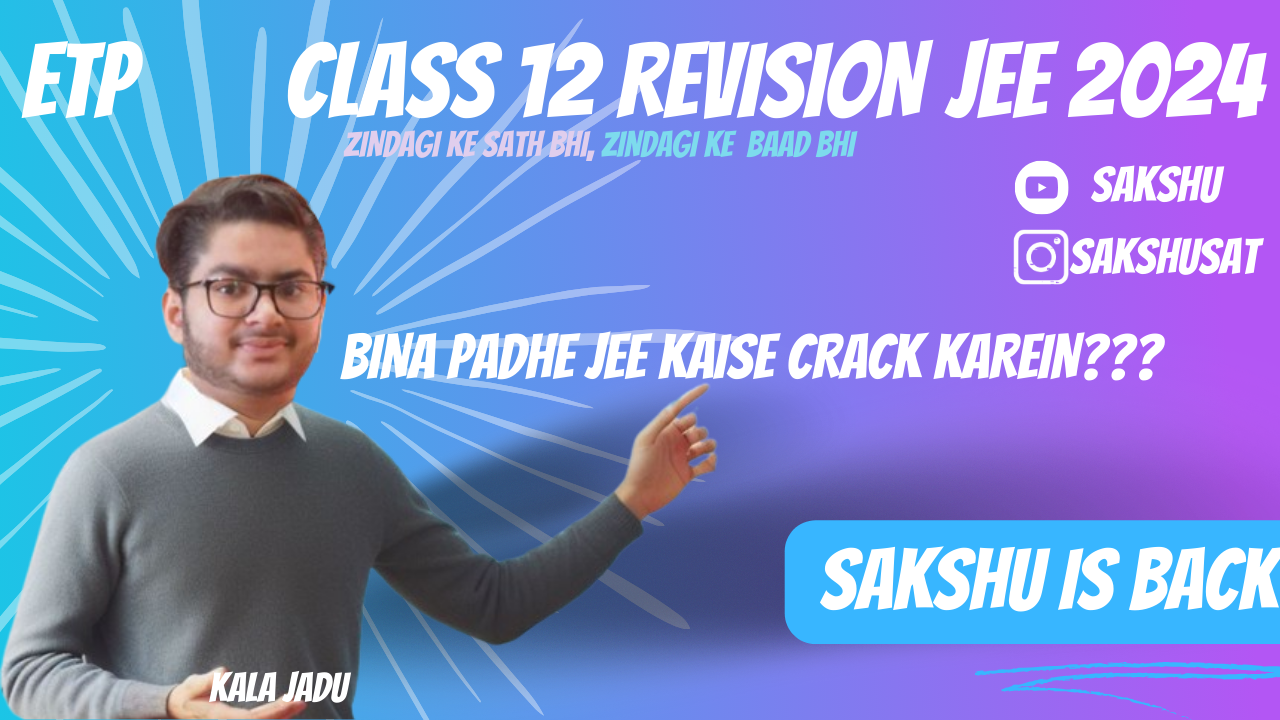 ETP CLASS 12 REVISION JEE 2024
ZINDAGI KE SATH BHI, ZINDAGI KE BAAD BHI
SAKSHU
SAKSHUSAT
BINA PADHE JEE KAISE CRACK KAREIN???
SAKSHU IS BACK
KALA JADU